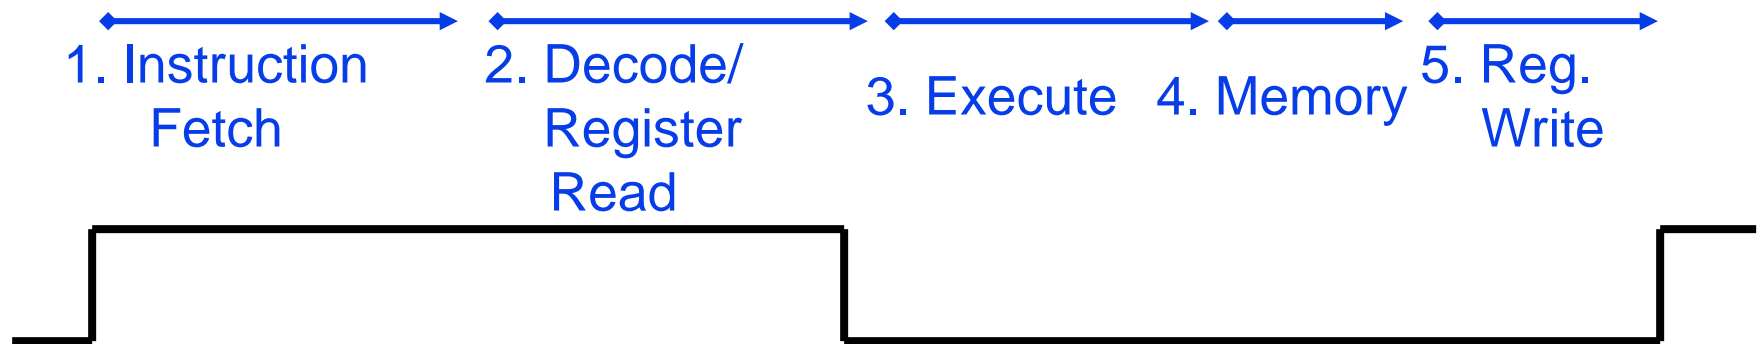 1. Instruction
Fetch
2. Decode/
Register
Read
3. Execute
4. Memory
5. Reg.
Write